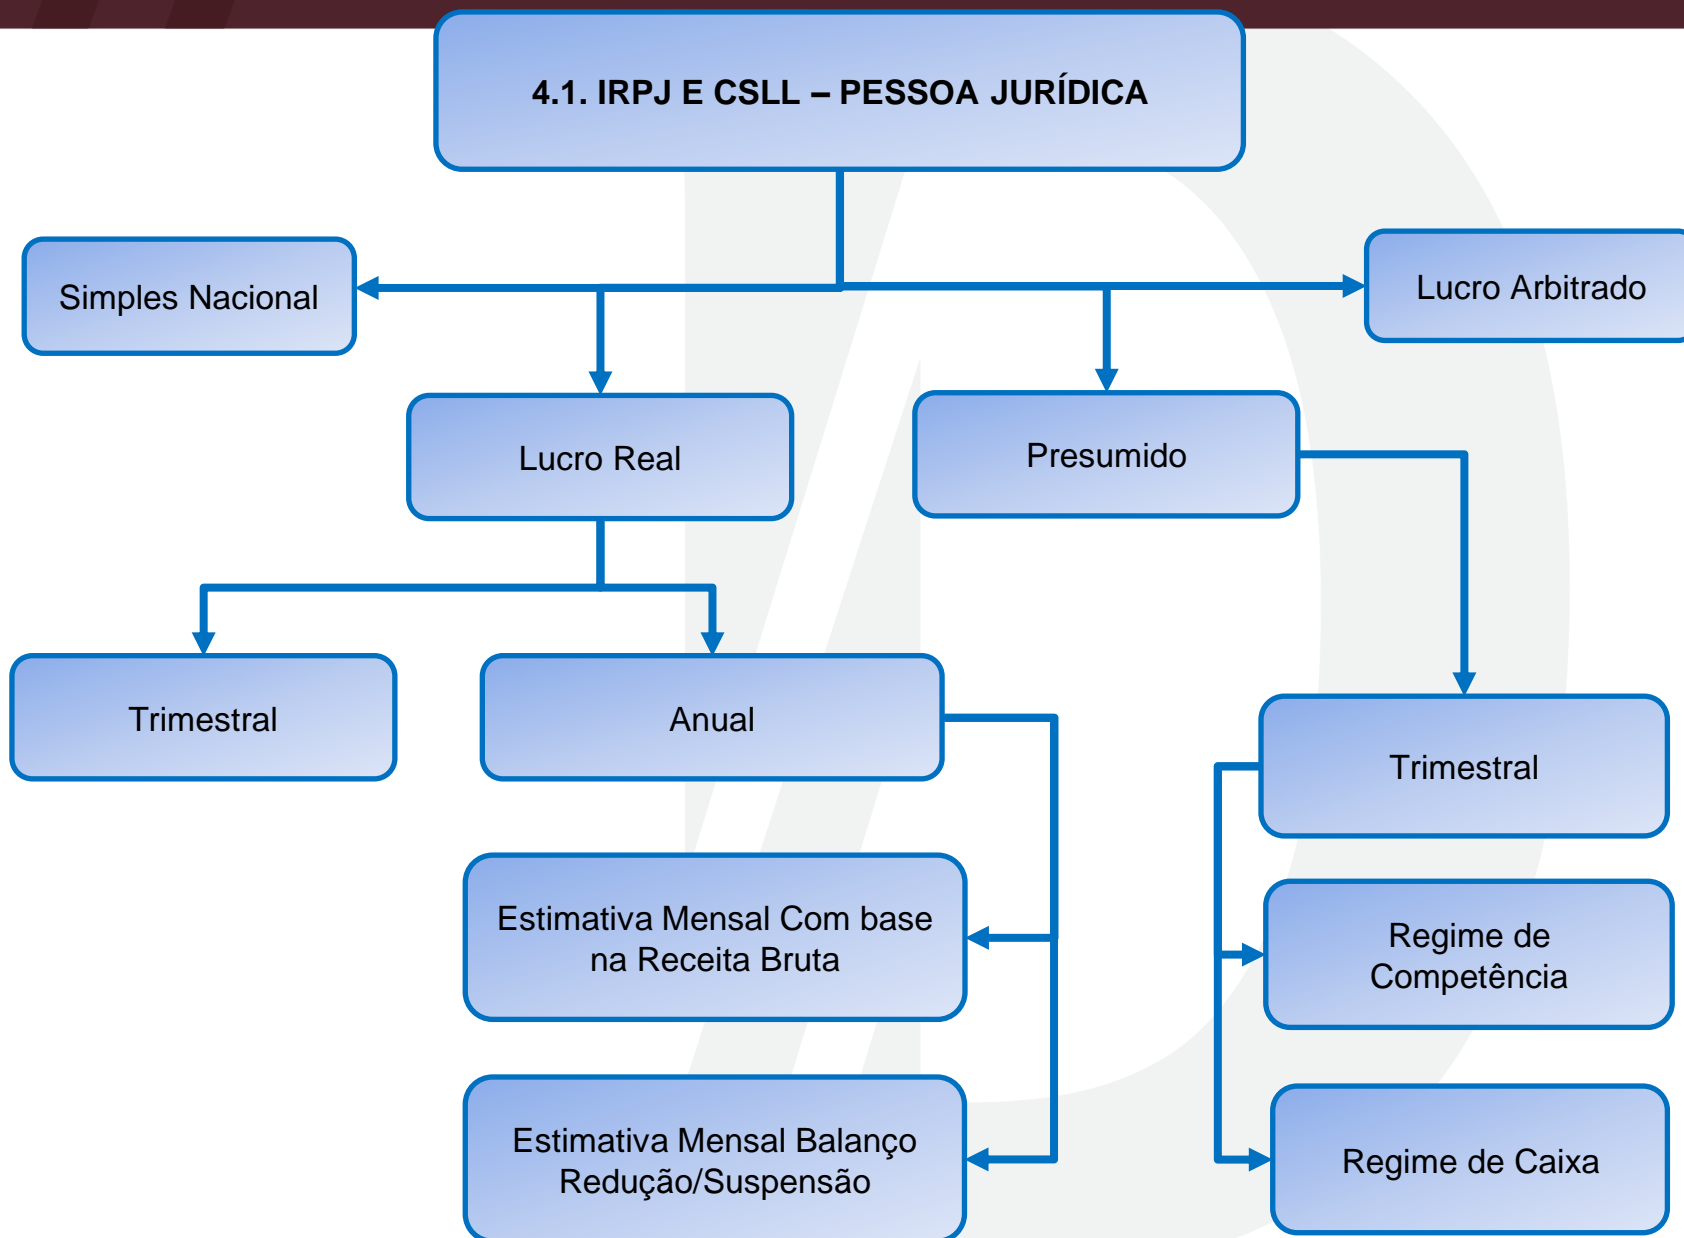 4.1. IRPJ E CSLL – PESSOA JURÍDICA
Simples Nacional
Lucro Arbitrado
Lucro Real
Presumido
Trimestral
Anual
Trimestral
Estimativa Mensal Com base
na Receita Bruta
Regime de
Competência
Estimativa Mensal Balanço
Redução/Suspensão
Regime de Caixa